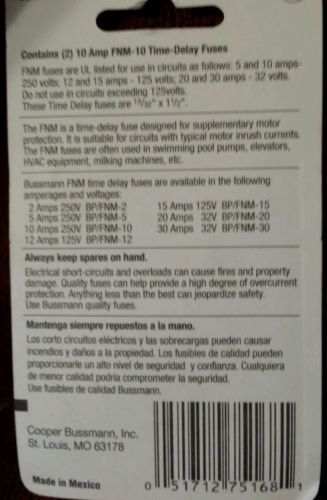 Contains (2) 10 Amp FNM-10 Time-Delay Fuses
FNM fuses are UL listed for use in circuits as follows: 5 and 10 amps-
250 volts; 12 and 15 amps - 125 volts; 20 and 30 amps - 32 volts.
Do not use in circuits exceeding 125volts.
These Time Delay fuses are 13/32" x 1 1/2".
The FNM is a time-delay fuse designed for supplementary motor
protection. It is suitable for circuits with typical motor inrush currents.
The FNM fuses are often used in swimming pool pumps, elevators,
HVAC equipment, milking machines, etc.
Bussmann FNM time delay fuses are available in the following
amperages and voltages:
2 Amps 250V BP/FNM-2 15 Amps 125V BP/FNM-15
5 Amps 250V BP/FNM-5 20 Amps 32V BP/FNM-20
10 Amps 250V BP/FNM-10 30 Amps 32V BP/FNM-30
12 Amps 125V BP/FNM-12
Always keep spares on hand.
Electrical short-circuits and overloads can cause fires and property
damage. Quality fuses can help provide a high degree of overcurrent
protection. Anything less than the best can jeopardize safety.
Use Bussmann quality fuses.
Mantenga siempre repuestos a la mano.
Los corto circuitos eléctricos y las sobrecargas pueden causar
incendios y daños a la propiedad. Los fusibles de calidad pueden
proporcionarle un alto nivel de seguridad y confianza. Cualquiera
de menor calidad podría comprometer la seguridad.
Use fusibles de calidad Bussmann.
Cooper Bussmann, Inc.
St. Louis, MO 63178
Made in Mexico
0 51712 75168 1